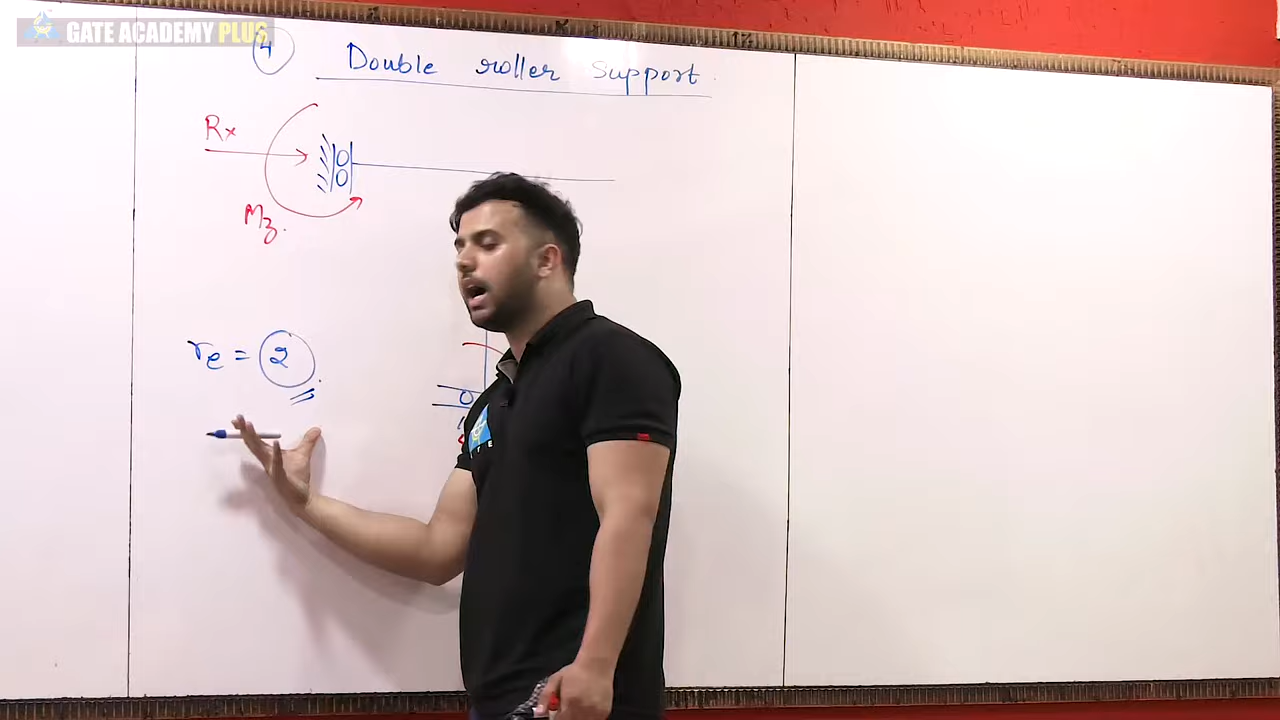 GATE ACADEMY PLUS
4 Double roller support
Rx
Mz.
re = 2